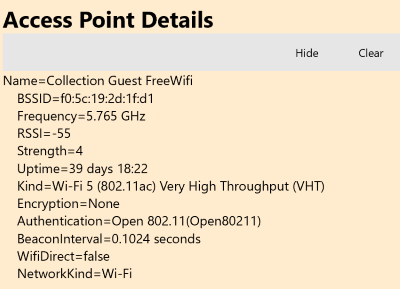 Access Point Details
Hide Clear
Name=Collection Guest FreeWifi
BSSID=f0:5c:19:2d:1f:d1
Frequency=5.765 GHz
RSSI=-55
Strength=4
Uptime=39 days 18:22
Kind=Wi-Fi 5 (802.11ac) Very High Throughput (VHT)
Encryption=None
Authentication=Open 802.11(Open80211)
BeaconInterval=0.1024 seconds
WifiDirect=false
NetworkKind=Wi-Fi